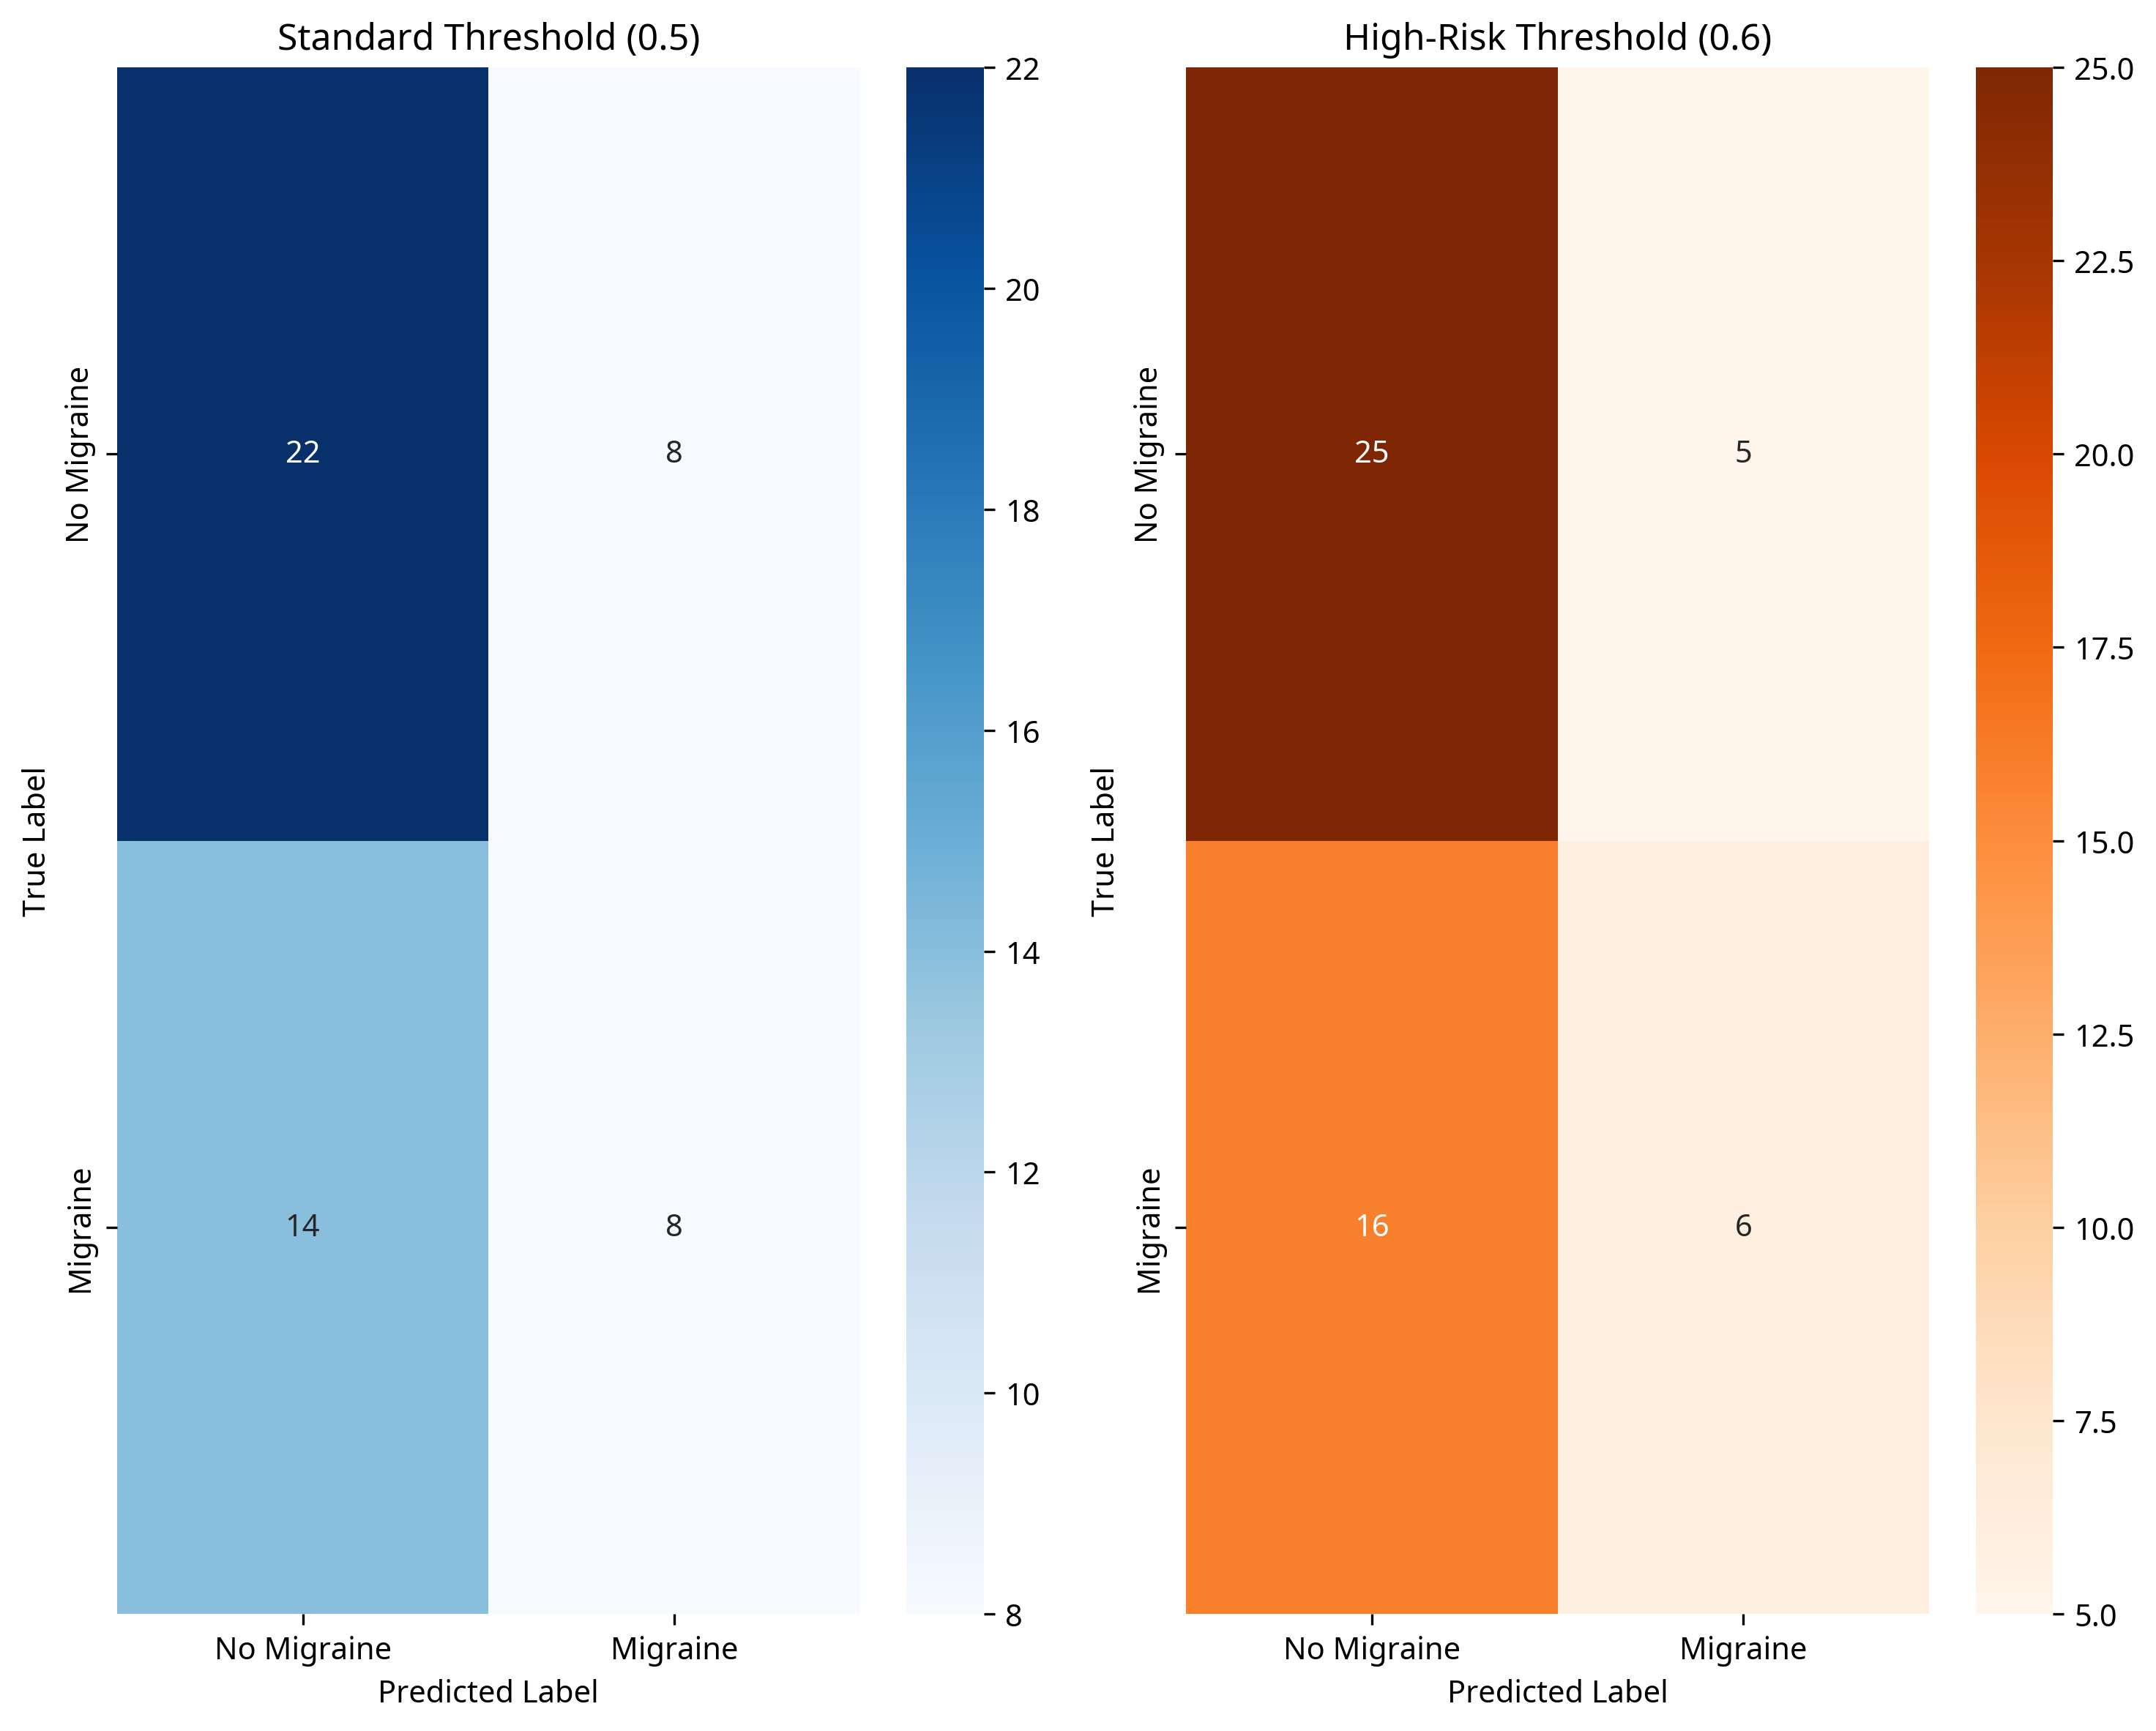 Standard Threshold (0.5)
22
8
14
8
No Migraine
Migraine
True Label
No Migraine
Migraine
Predicted Label
22
20
18
16
14
12
10
8
High-Risk Threshold (0.6)
25
5
16
6
No Migraine
Migraine
True Label
No Migraine
Migraine
Predicted Label
25.0
22.5
20.0
17.5
15.0
12.5
10.0
7.5
5.0